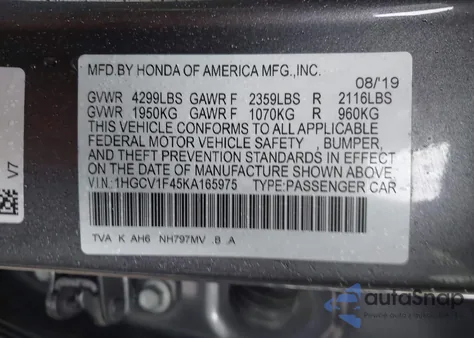 MFD.BY HONDA OF AMERICA MFG.,INC.
08/'19
GVWR 4299LBS GAWR F 2359LBS R 2116LBS
GVWR 1950KG GAWR F 1070KG R 960KG
THIS VEHICLE CONFORMS TO ALL APPLICABLE
FEDERAL MOTOR VEHICLE SAFETY , BUMPER,
AND THEFT PREVENTION STANDARDS IN EFFECT
ON THE DATE OF MANUFACTURE SHOWN ABOVE.
V I N : 1HGCV1F45KA165975 TYPE:PASSENGER CAR
TVA K AH6 NH797MV .B .A
V7
autoSnap